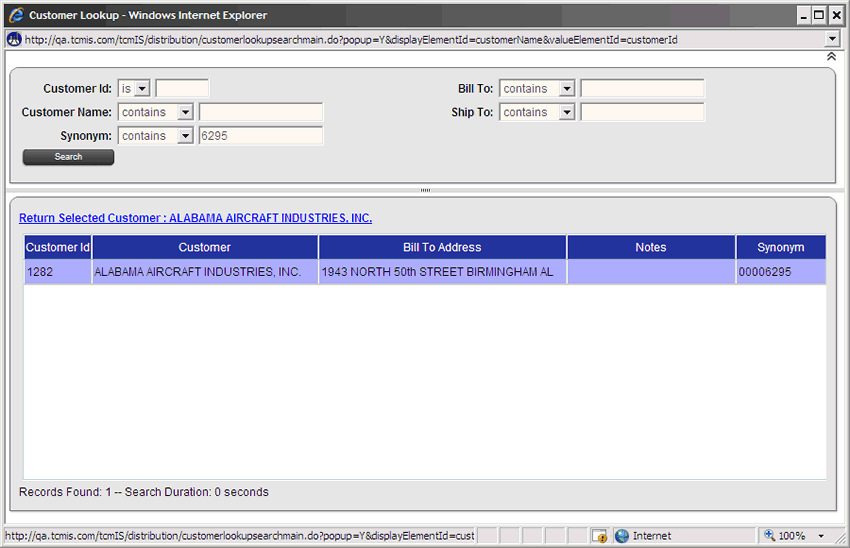 Customer Lookup - Windows Internet Explorer
http://qa.tcmis.com/tcmIS/distribution/customerlookupsearchmain.do?popup=Y&displayElementId=customerName&valueElementId=customerId
Customer Id: is Bill To: contains
Customer Name: contains Ship To: contains
Synonym: contains 6295
Search
Return Selected Customer : ALABAMA AIRCRAFT INDUSTRIES, INC.
Customer Id Customer Bill To Address Notes Synonym
1282 ALABAMA AIRCRAFT INDUSTRIES, INC. 1943 NORTH 50th STREET BIRMINGHAM AL 00006295
Records Found: 1 -- Search Duration: 0 seconds
http://qa.tcmis.com/tcmIS/distribution/customerlookupsearchmain.do?popup=Y&displayElementId=cust Internet 100%